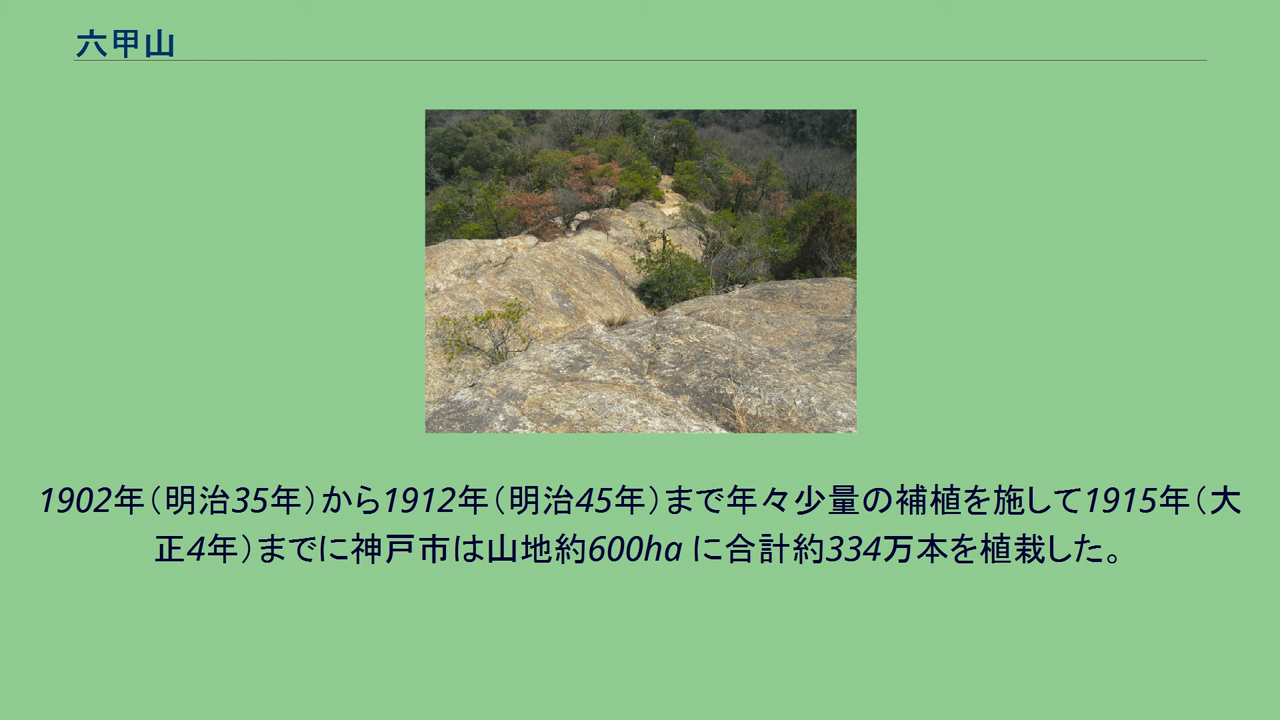 六甲山
1902年（明治35年）から1912年（明治45年）まで年々少量の補植を施して1915年（大
正4年）までに神戸市は山地約600ha に合計約334万本を植栽した。